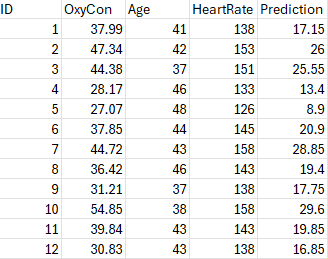 ID OxyCon Age HeartRate Prediction
1 37.99 41 138 17.15
2 47.34 42 153 26
3 44.38 37 151 25.55
4 28.17 46 133 13.4
5 27.07 48 126 8.9
6 37.85 44 145 20.9
7 44.72 43 158 28.85
8 36.42 46 143 19.4
9 31.21 37 138 17.75
10 54.85 38 158 29.6
11 39.84 43 143 19.85
12 30.83 43 138 16.85